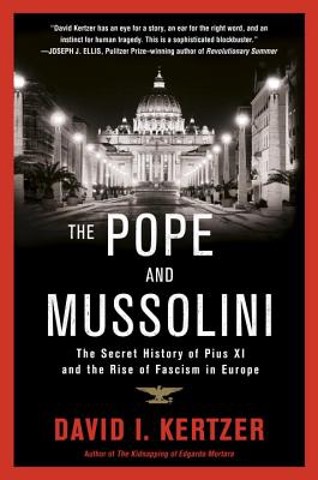 "David Kertzer has an eye for a story, an ear for the right word, and an
instinct for human tragedy. This is a sophisticated blockbuster."
—JOSEPH J. ELLIS, Pulitzer Prize–winning author of Revolutionary Summer
THE
POPE
AND
MUSSOLINI
The Secret History of Pius XI
and the Rise of Fascism in Europe
DAVID I. KERTZER
Author of The Kidnapping of Edgardo Mortara